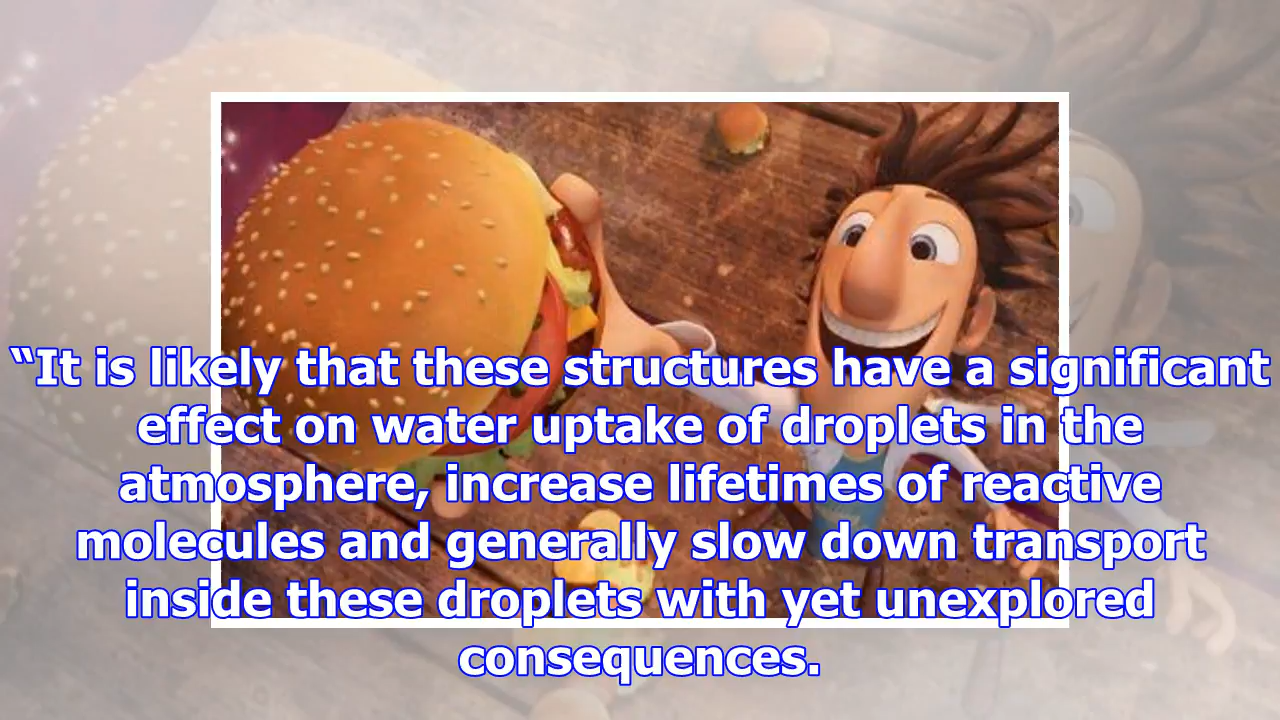 “It is likely that these structures have a significant
effect on water uptake of droplets in the
atmosphere, increase lifetimes of reactive
molecules and generally slow down transport
inside these droplets with yet unexplored
consequences.